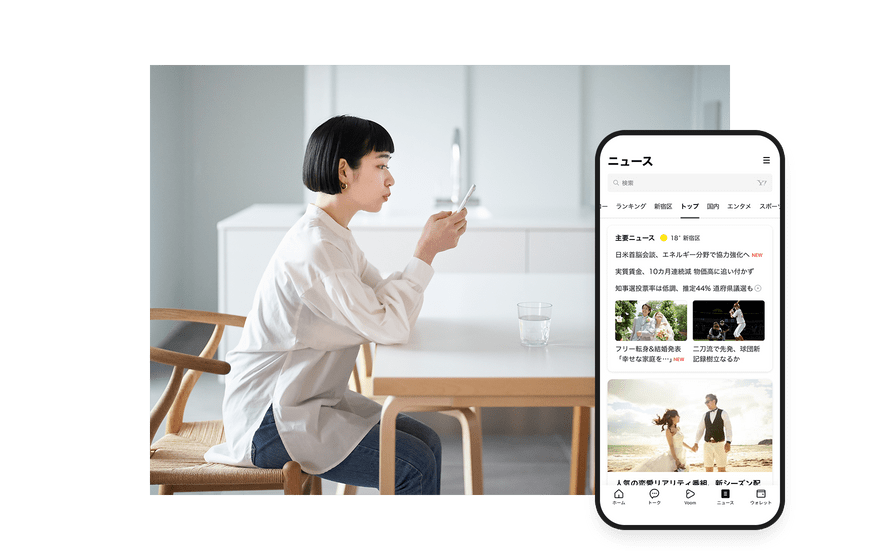 ニュース
検索
ランキング 新宿区 トップ 国内 エンタメ スポーツ
主要ニュース 18° 新宿区
日米首脳会談、エネルギー分野で協力強化へ NEW
実質賃金、10カ月連続減 物価高に追い付かず
知事選投票率は低調、推定44% 道府県議選も
フリー転身&結婚発表
「幸せな家庭を…」NEW
二刀流で先発、球団新
記録樹立なるか
人気の恋愛リアリティ番組、新シーズン配
ホーム トーク Voom ニュース ウォレット